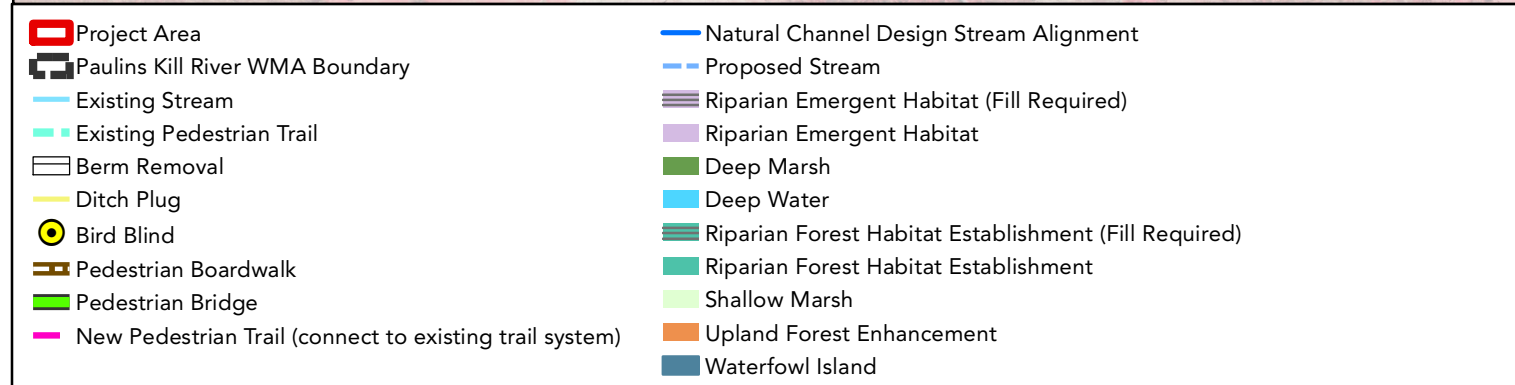 Project Area
Paulins Kill River WMA Boundary
Existing Stream
Existing Pedestrian Trail
Berm Removal
Ditch Plug
Bird Blind
Pedestrian Boardwalk
Pedestrian Bridge
New Pedestrian Trail (connect to existing trail system)
Natural Channel Design Stream Alignment
Proposed Stream
Riparian Emergent Habitat (Fill Required)
Riparian Emergent Habitat
Deep Marsh
Deep Water
Riparian Forest Habitat Establishment (Fill Required)
Riparian Forest Habitat Establishment
Shallow Marsh
Upland Forest Enhancement
Waterfowl Island